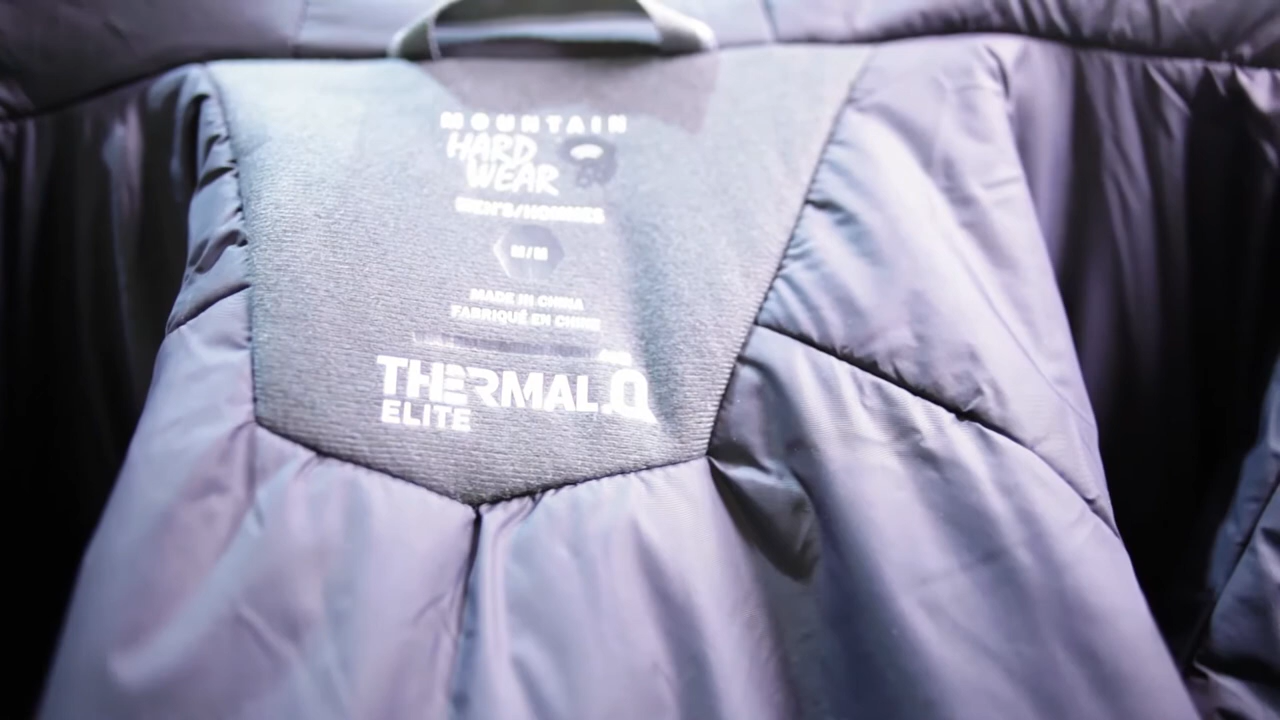 MOUNTAIN
HARD
WEAR
MEN'S/HOMMES
M/M
MADE IN CHINA
FABRIQUÉ EN CHINE
THERMAL.Q
ELITE